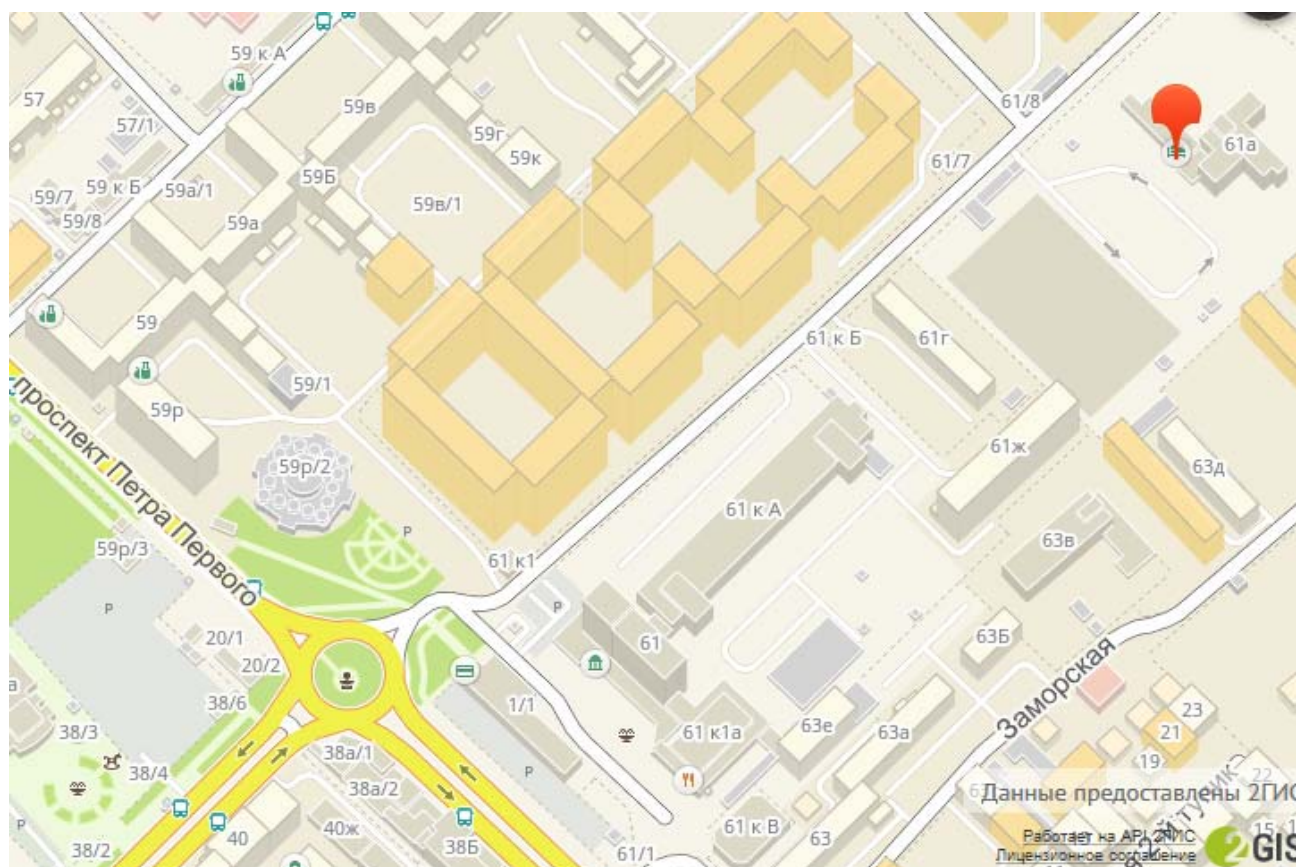 59 к А
57
59в
57/1
59г
59к
61/8
61а
61/7
59 к Б
59а/1
59Б
59/7
59/8
59а
59в/1
59
61 к Б
61г
59/1
59р
проспект Петра Первого
59р/2
61ж
63д
61 к А
Р
59р/3
61 к1
63в
Р
Р
20/1
20/2
61
63Б
Заморская
38/6
1/1
38/3
38/4
38а/1
38а/2
61 к1а
63е
63а
23
21
19
22
Р
Р
Данные предоставлены 2ГИС
40
40ж
38Б
61/1
61 к В
63
38/2
15
Работает на API 2ГИС
Лицензионное соглашение
2GIS